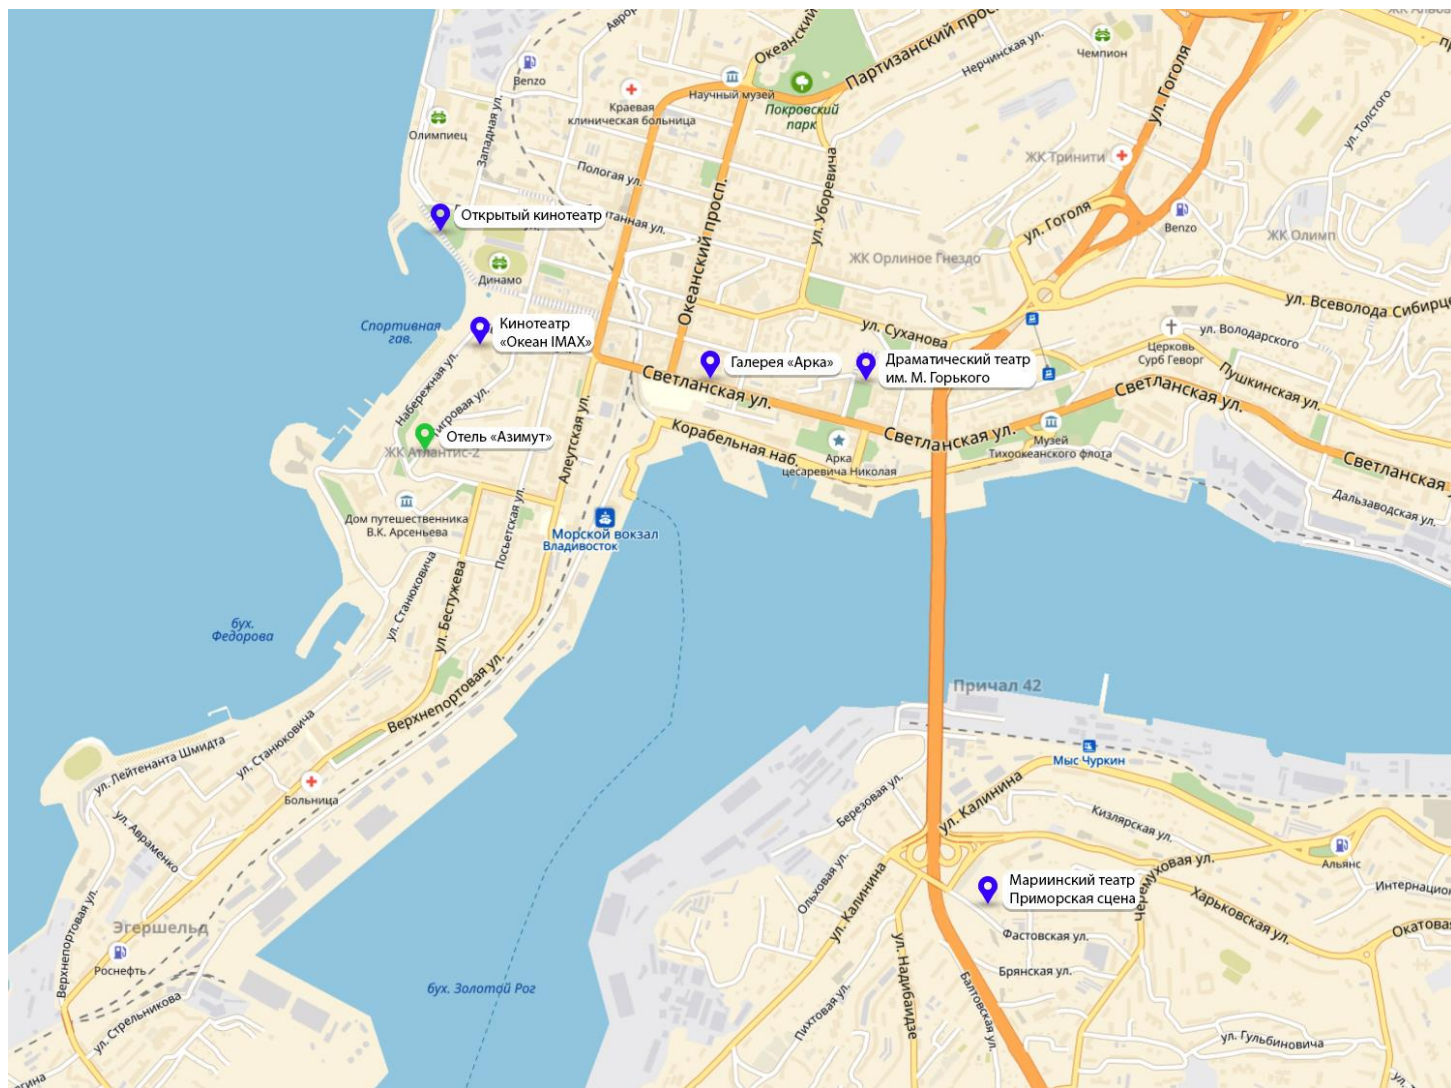 ЖК Альва
Океанский
Аврор
Партизанский просп.
Нерчинская ул.
Чемпион
ул. Гоголя
Benzo
Научный музей
Краевая
клиническая больница
Покровский
парк
ул. Толстого
Олимпиец
Западная ул.
ЖК Тринити
Пологая ул.
Океанский просп.
ул. Уборевича
Открытый кинотеатр
ул. Гоголя
Benzo
ЖК Олимп
Динамо
ЖК Орлиное Гнездо
ул. Всеволода Сибирце
Спортивная
гав.
Кинотеатр
«Океан IMAX»
ул. Суханова
Церковь
Сурб Геворг
ул. Володарского
Набережная ул.
Галерея «Арка»
Драматический театр
им. М. Горького
Светланская ул.
Светланская ул.
Пушкинская ул.
Алеутская ул.
Отель «Азимут»
ЖК Атлантис-2
Корабельная наб.
Арка
цесаревича Николая
Светланская ул.
Музей
Тихоокеанского флота
Светланская
Дальзаводская ул.
Дом путешественника
В.К. Арсеньева
Посьетская ул.
Морской вокзал
Владивосток
ул. Станюковича
ул. Бестужева
бух.
Федорова
Верхнепортовая ул.
Причал 42
ул. Лейтенанта Шмидта
ул. Станюковича
Больница
Мыс Чуркин
ул. Авраменко
Березовая ул.
ул. Калинина
Кизлярская ул.
Ольховая ул.
ул. Калинина
Черемуховая ул.
Альянс
Мариинский театр
Приморская сцена
Харьковская ул.
Интернацион
Верхнепортовая ул.
Эгершельд
Фастовская ул.
Окатовая
Роснефть
ул. Надибаидзе
Брянская ул.
Балтовская ул.
бух. Золотой Рог
Пихтовая ул.
ул. Стрельникова
ул. Гульбиновича